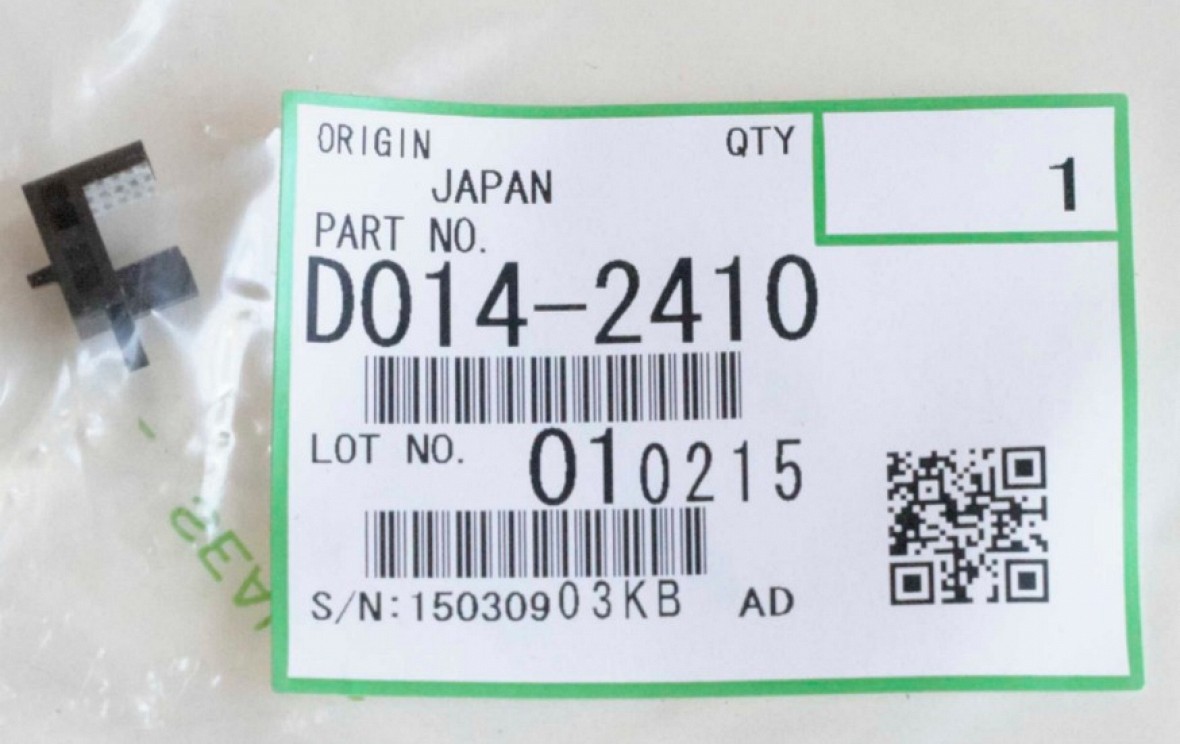 ORIGIN QTY
1
JAPAN
PART NO.
D014-2410
LOT NO. 010215
S/N:15030903KB AD